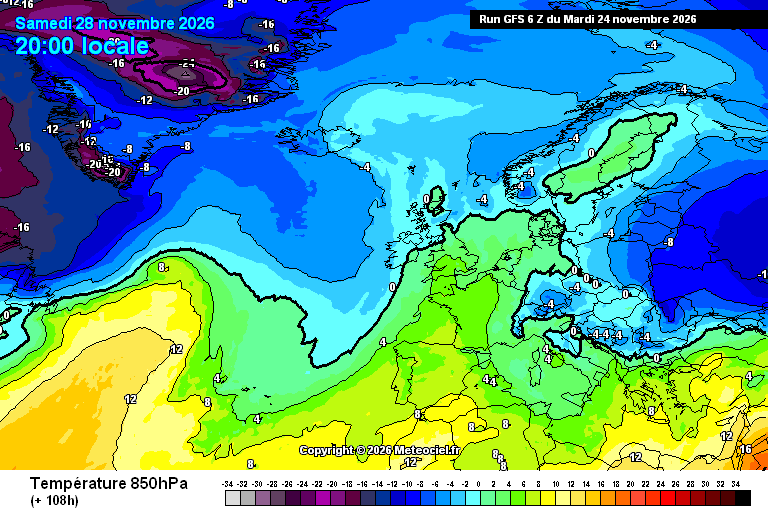 Samedi 28 novembre 2026
20:00 locale
Run GFS 6 Z du Mardi 24 novembre 2026
Copyright © 2026 Meteociel.fr
Température 850hPa
(+ 108h)
-34 -32 -30 -28 -26 -24 -22 -20 -18 -16 -14 -12 -10 -8 -6 -4 -2 0 2 4 6 8 10 12 14 16 18 20 22 24 26 28 30 32 34